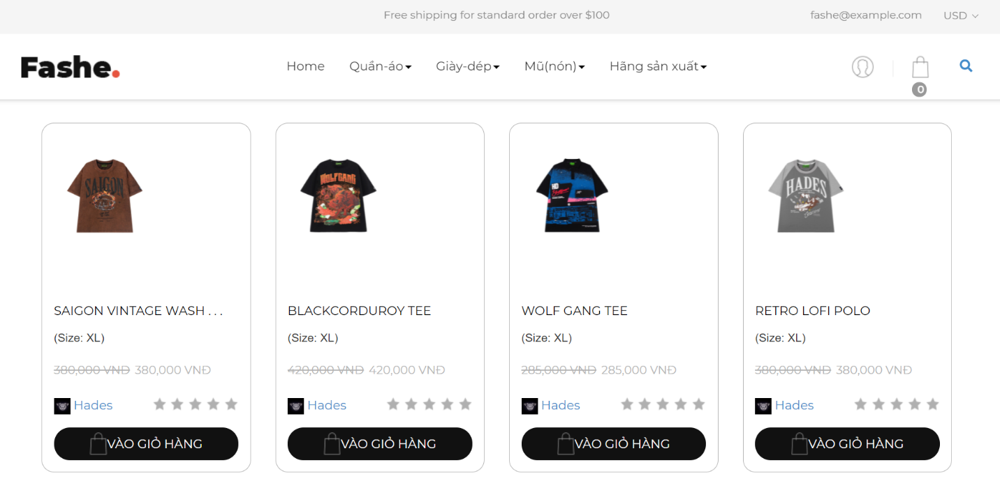 Free shipping for standard order over $100
fashe@example.com
USD
Fashe.
Home
Quần-áo
Giày-dép
Mũ(nón)
Hãng sản xuất
0
SAIGON
WOLFGANG
HD
HADES
SAIGON VINTAGE WASH . . .
BLACKCORDUROY TEE
WOLF GANG TEE
RETRO LOFI POLO
(Size: XL)
(Size: XL)
(Size: XL)
(Size: XL)
380,000 VNĐ 380,000 VNĐ
420,000 VNĐ 420,000 VNĐ
285,000 VNĐ 285,000 VNĐ
380,000 VNĐ 380,000 VNĐ
Hades
Hades
Hades
Hades
VÀO GIỎ HÀNG
VÀO GIỎ HÀNG
VÀO GIỎ HÀNG
VÀO GIỎ HÀNG